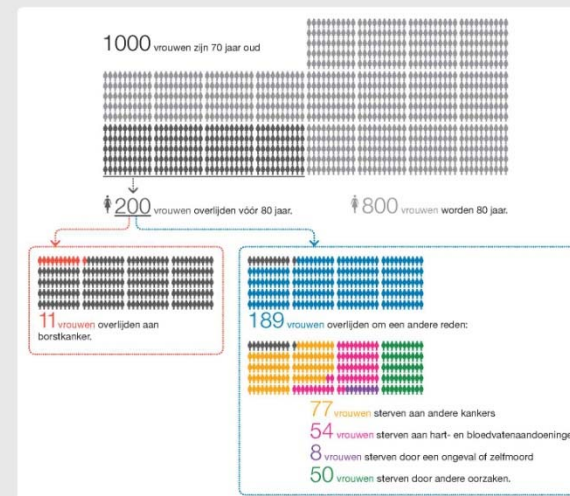 1000 vrouwen zijn 70 jaar oud
200 vrouwen overlijden vóór 80 jaar.
800 vrouwen worden 80 jaar.
11 vrouwen overlijden aan
borstkanker.
189 vrouwen overlijden om een andere reden:
77 vrouwen sterven aan andere kankers
54 vrouwen sterven aan hart- en bloedvatenaandoeninge
8 vrouwen sterven door een ongeval of zelfmoord
50 vrouwen sterven door andere oorzaken.